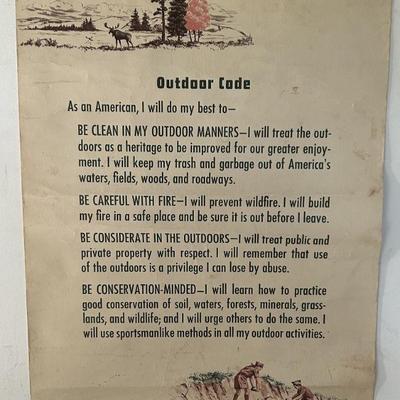 Outdoor Code
As an American, I will do my best to—
BE CLEAN IN MY OUTDOOR MANNERS—I will treat the out-
doors as a heritage to be improved for our greater enjoy-
ment. I will keep my trash and garbage out of America's
waters, fields, woods, and roadways.
BE CAREFUL WITH FIRE—I will prevent wildfire. I will build
my fire in a safe place and be sure it is out before I leave.
BE CONSIDERATE IN THE OUTDOORS—I will treat public and
private property with respect. I will remember that use
of the outdoors is a privilege I can lose by abuse.
BE CONSERVATION-MINDED—I will learn how to practice
good conservation of soil, waters, forests, minerals, grass-
lands, and wildlife; and I will urge others to do the same. I
will use sportsmanlike methods in all my outdoor activities.